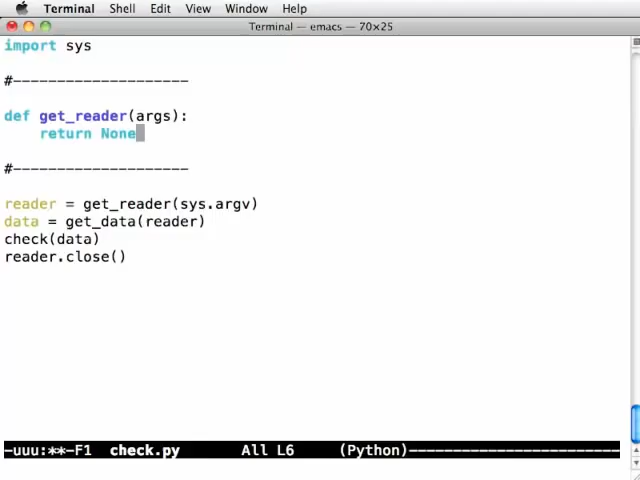 Terminal Shell Edit View Window Help
Terminal — emacs — 70×25
import sys
#--------------------
def get_reader(args):
    return None
#--------------------
reader = get_reader(sys.argv)
data = get_data(reader)
check(data)
reader.close()
-uuu:**-F1  check.py       All L6     (Python)------------------------